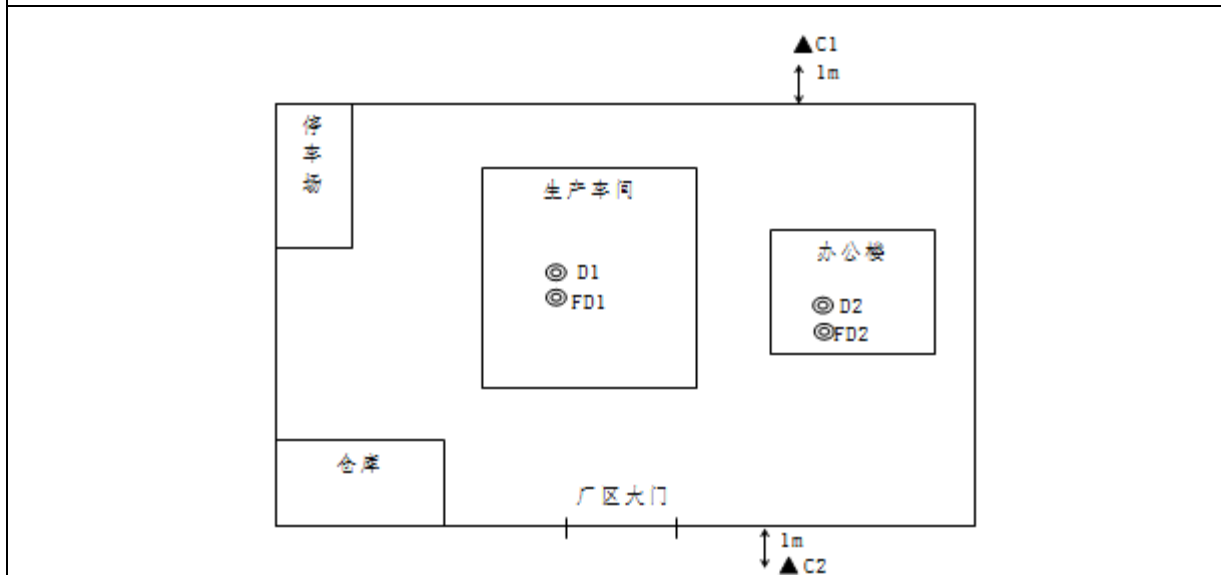 ▲C1
1m
停车场
生产车间
办公楼
◎ D1
◎ FD1
◎ D2
◎FD2
仓库
厂区大门
1m
▲ C2